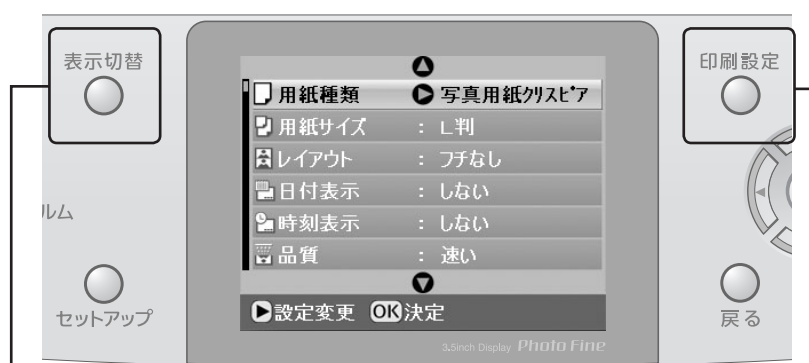 表示切替
印刷設定
用紙種類 写真用紙クリスピア
用紙サイズ : L判
レイアウト : フチなし
日付表示 : しない
時刻表示 : しない
品質 : 速い
設定変更 OK決定
ルム
セットアップ
戻る
3.5inch Display Photo Fine